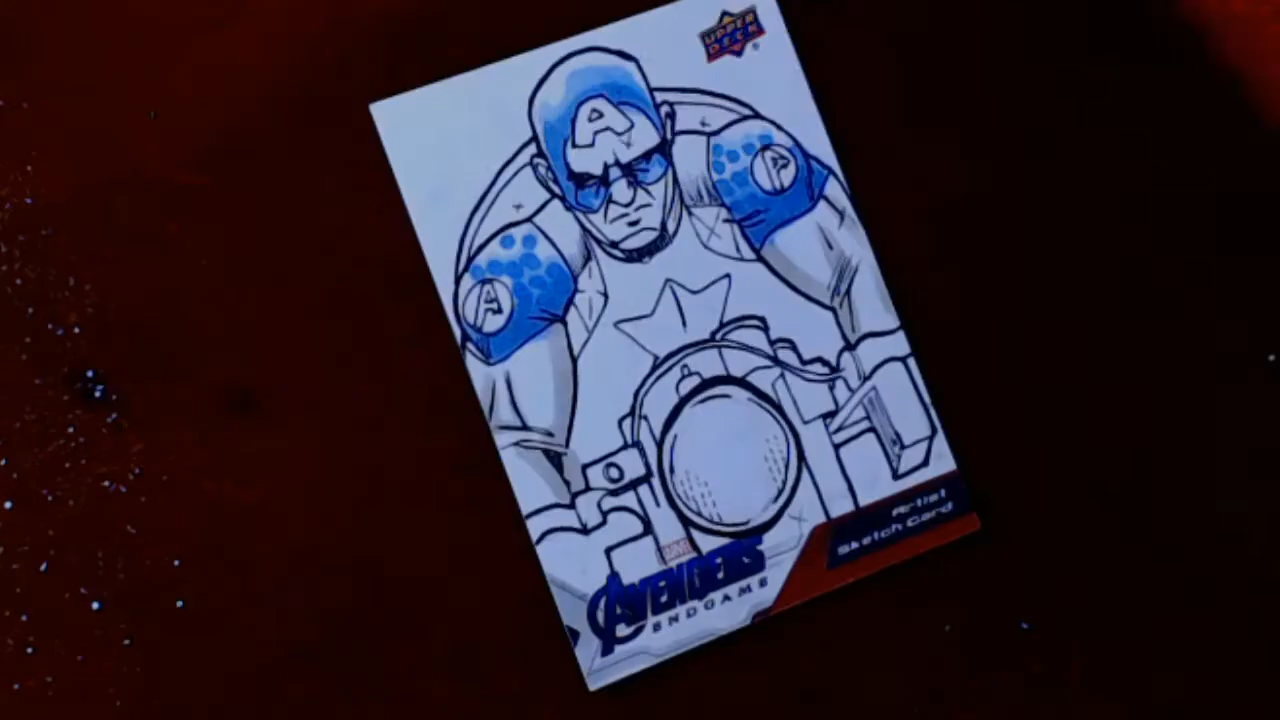 UPPER
DECK
®
A
A
A
Artist
Sketch Card
MARVEL
AVENGERS
ENDGAME